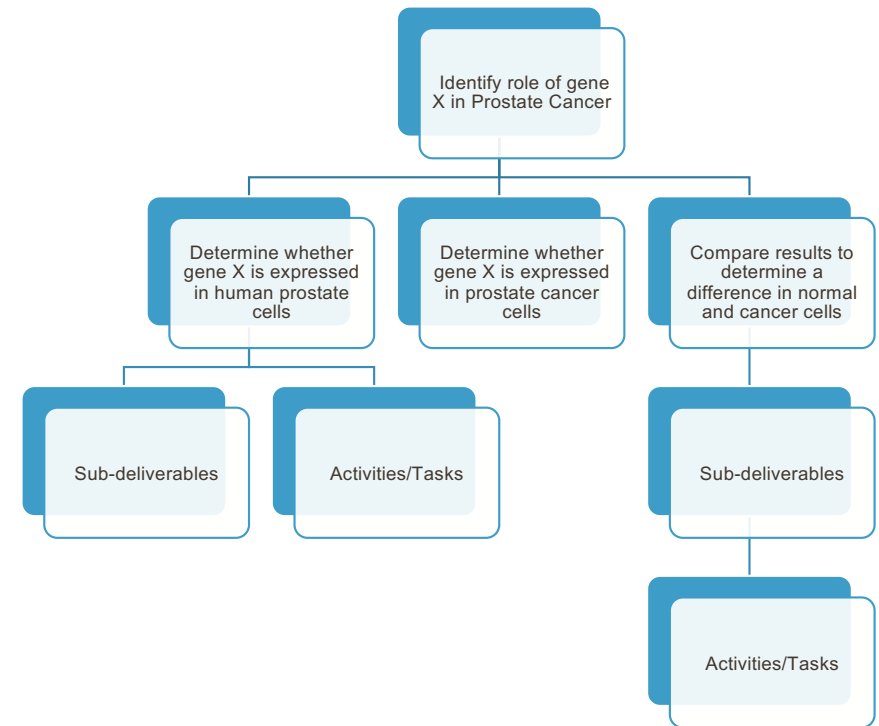 Identify role of gene
X in Prostate Cancer
Determine whether
gene X is expressed
in human prostate
cells
Determine whether
gene X is expressed
in prostate cancer
cells
Compare results to
determine a
difference in normal
and cancer cells
Sub-deliverables
Activities/Tasks
Sub-deliverables
Activities/Tasks